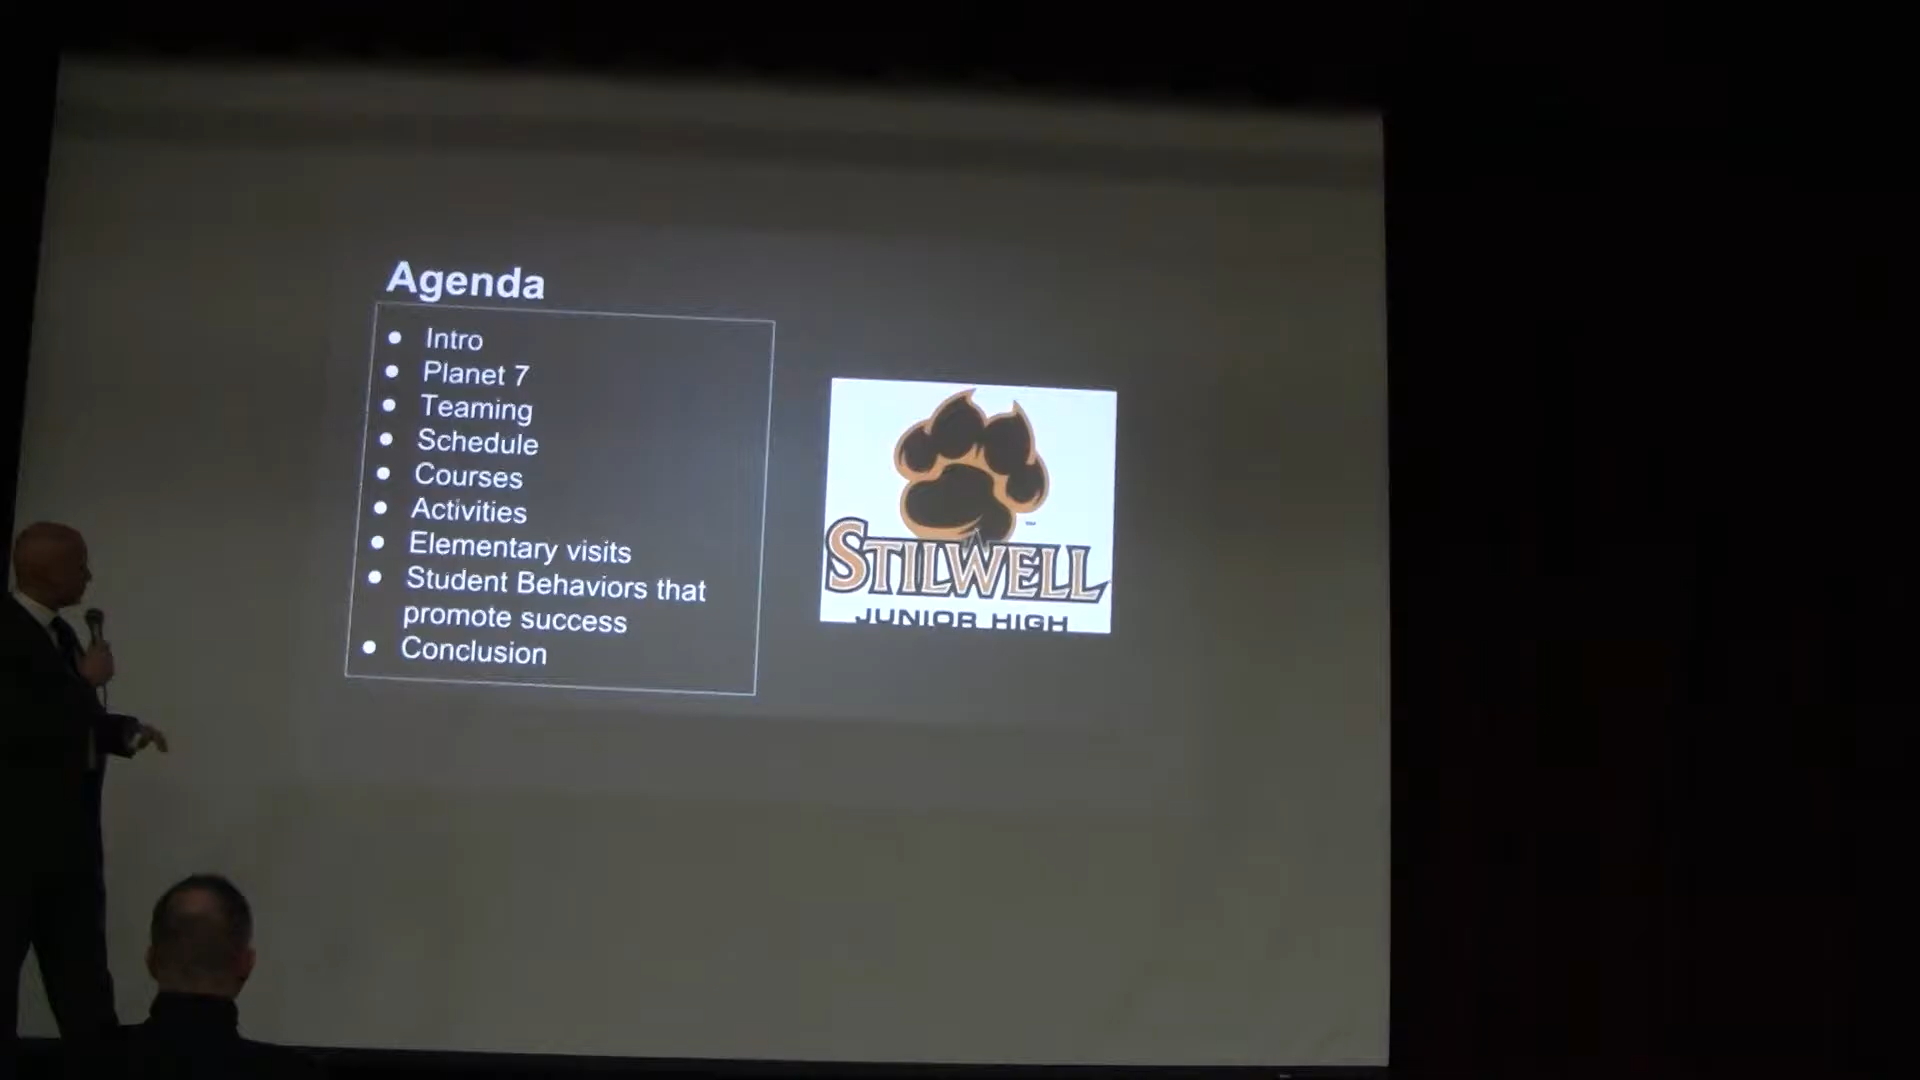 Agenda
● Intro
● Planet 7
● Teaming
● Schedule
● Courses
● Activities
● Elementary visits
● Student Behaviors that
promote success
● Conclusion
STILWELL
JUNIOR HIGH